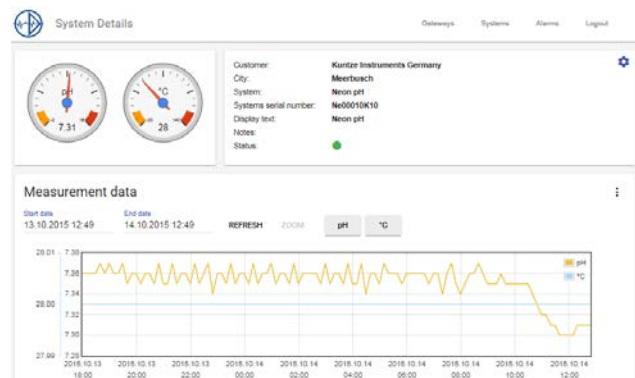 System Details
Gateways Systems Alarms Logout
pH
7.31
°C
28
Customer: Kuntze Instruments Germany
City: Meerbusch
System: Neon pH
Systems serial number: Ne00010K10
Display text: Neon pH
Notes:
Status:
Measurement data
Start date End date
13.10.2015 12:49 14.10.2015 12:49 REFRESH ZOOM pH °C
28.01 7.38
pH
7.36
°C
7.34
28.00 7.32
7.30
27.99 7.28
2015.10.13 2015.10.13 2015.10.13 2015.10.14 2015.10.14 2015.10.14 2015.10.14 2015.10.14 2015.10.14 2015.10.14
18:00 20:00 22:00 00:00 02:00 04:00 06:00 08:00 10:00 12:00